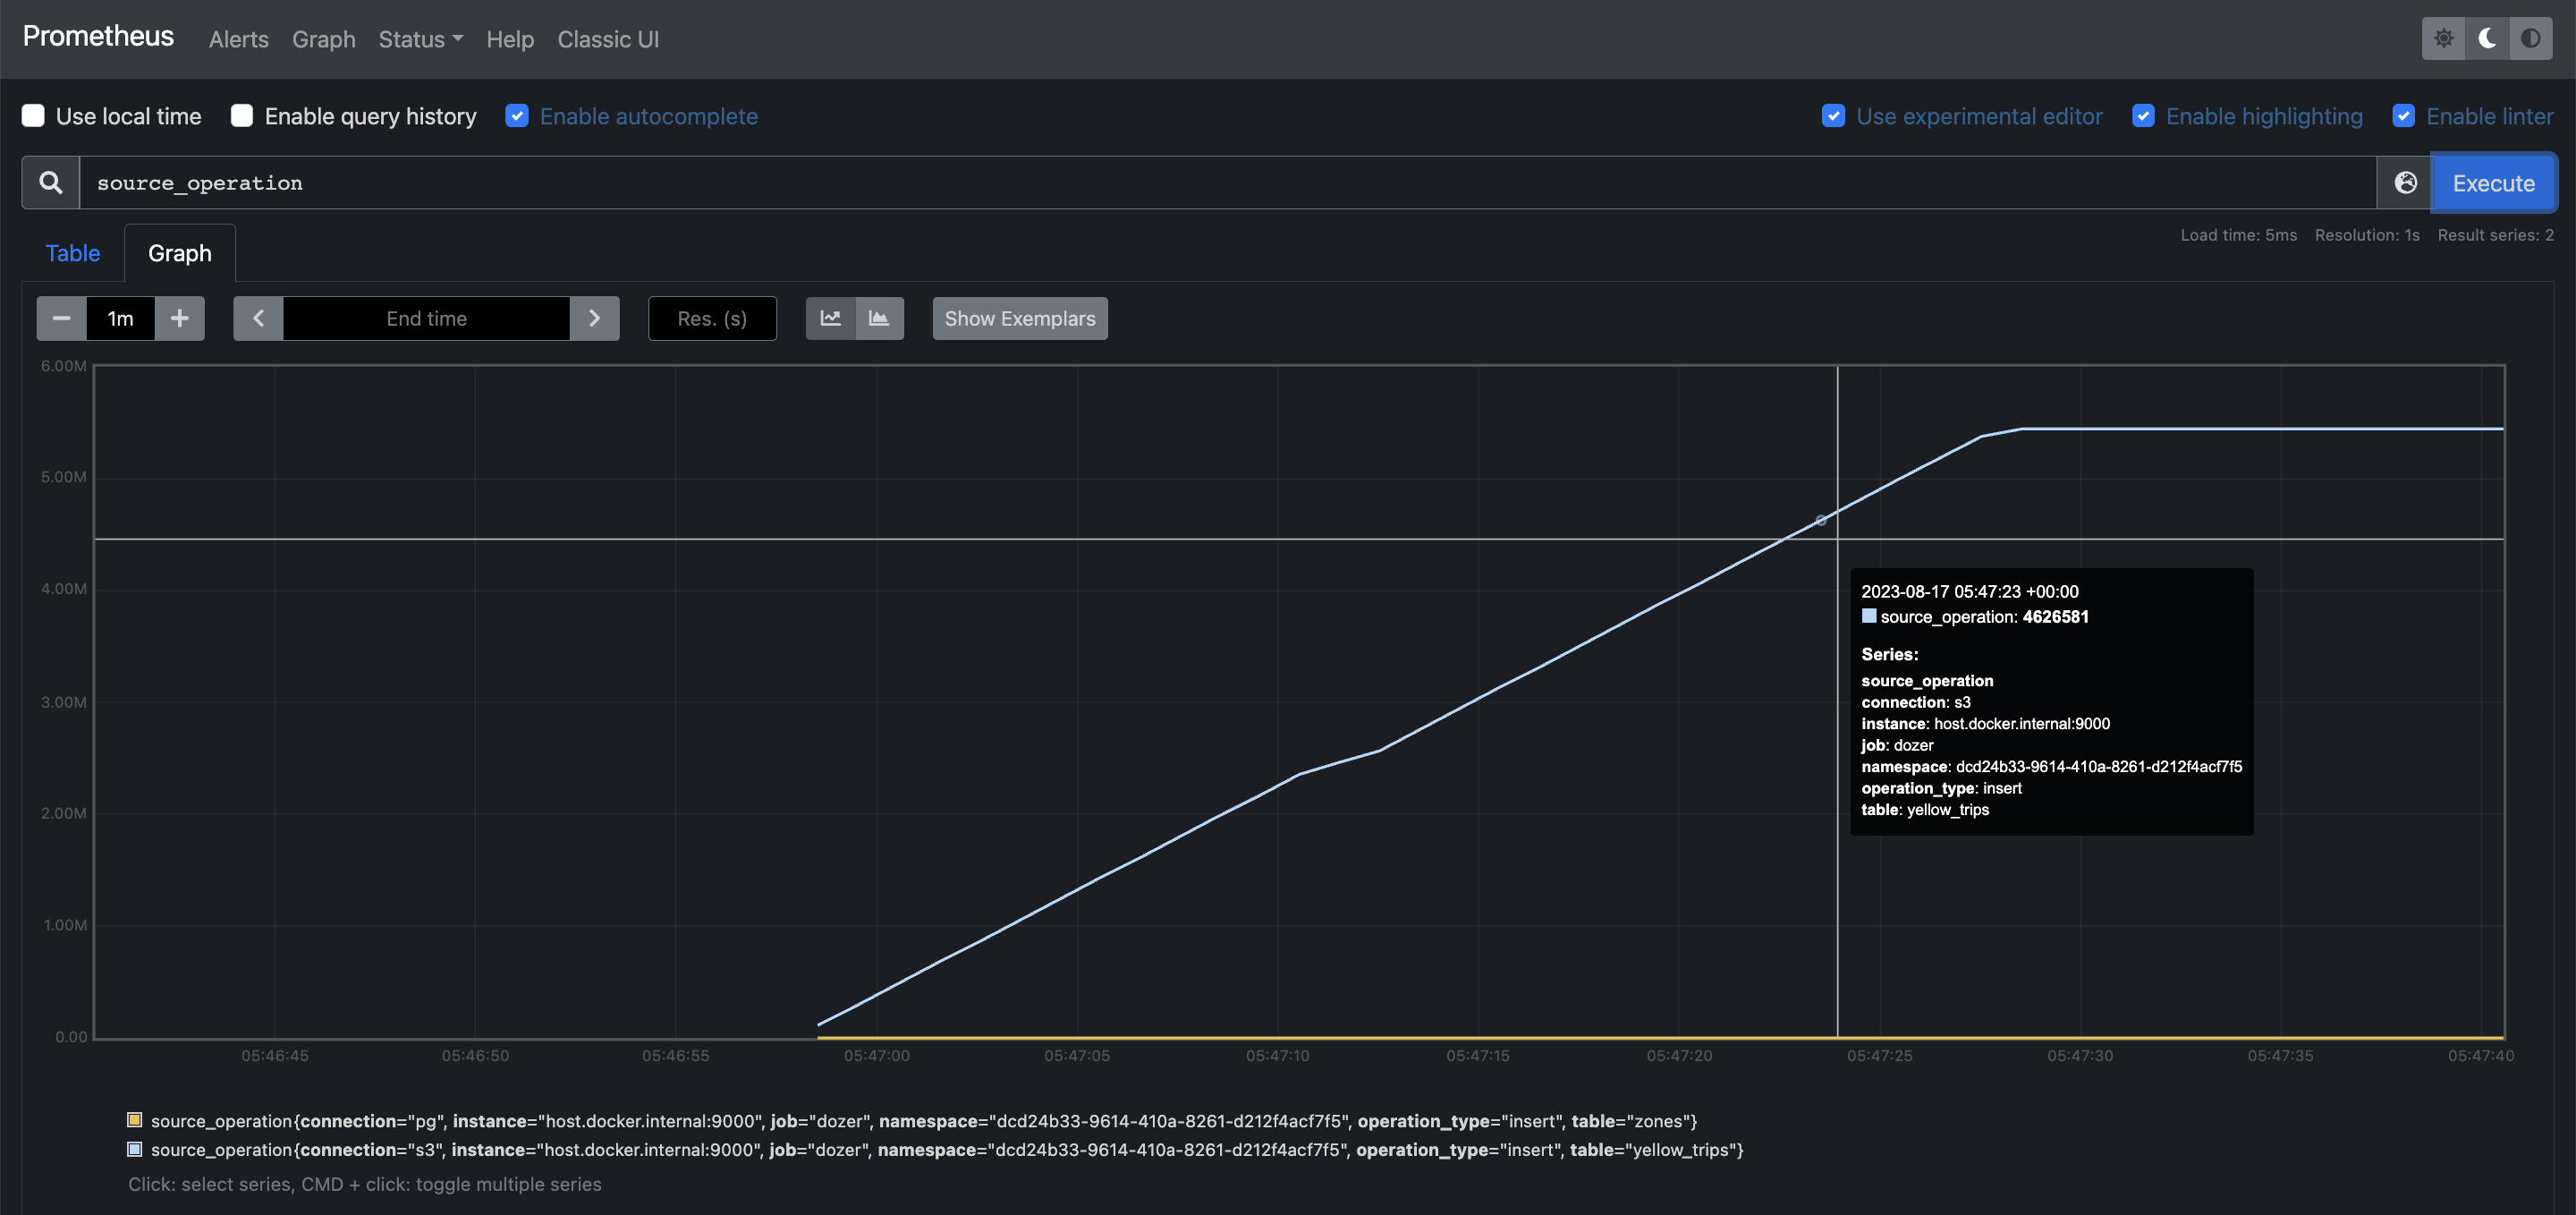 Prometheus Alerts Graph Status Help Classic UI
Use local time Enable query history Enable autocomplete Use experimental editor Enable highlighting Enable linter
source_operation Execute
Table Graph Load time: 5ms Resolution: 1s Result series: 2
1m End time Res. (s) Show Exemplars
6.00M
5.00M
4.00M
3.00M
2.00M
1.00M
0.00
2023-08-17 05:47:23 +00:00
source_operation: 4626581
Series:
source_operation
connection: s3
instance: host.docker.internal:9000
job: dozer
namespace: dcd24b33-9614-410a-8261-d212f4acf7f5
operation_type: insert
table: yellow_trips
05:46:45 05:46:50 05:46:55 05:47:00 05:47:05 05:47:10 05:47:15 05:47:20 05:47:25 05:47:30 05:47:35 05:47:40
source_operation{connection="pg", instance="host.docker.internal:9000", job="dozer", namespace="dcd24b33-9614-410a-8261-d212f4acf7f5", operation_type="insert", table="zones"}
source_operation{connection="s3", instance="host.docker.internal:9000", job="dozer", namespace="dcd24b33-9614-410a-8261-d212f4acf7f5", operation_type="insert", table="yellow_trips"}
Click: select series, CMD + click: toggle multiple series